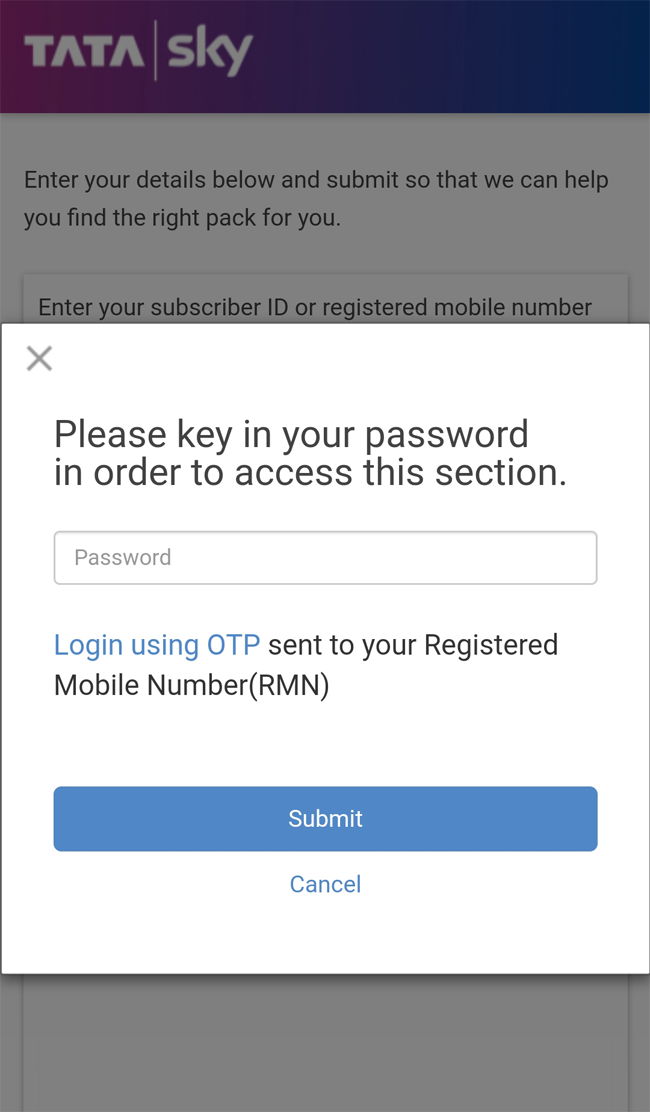 TATA sky
Enter your details below and submit so that we can help
you find the right pack for you.
Enter your subscriber ID or registered mobile number
Please key in your password
in order to access this section.
Password
Login using OTP sent to your Registered
Mobile Number(RMN)
Submit
Cancel